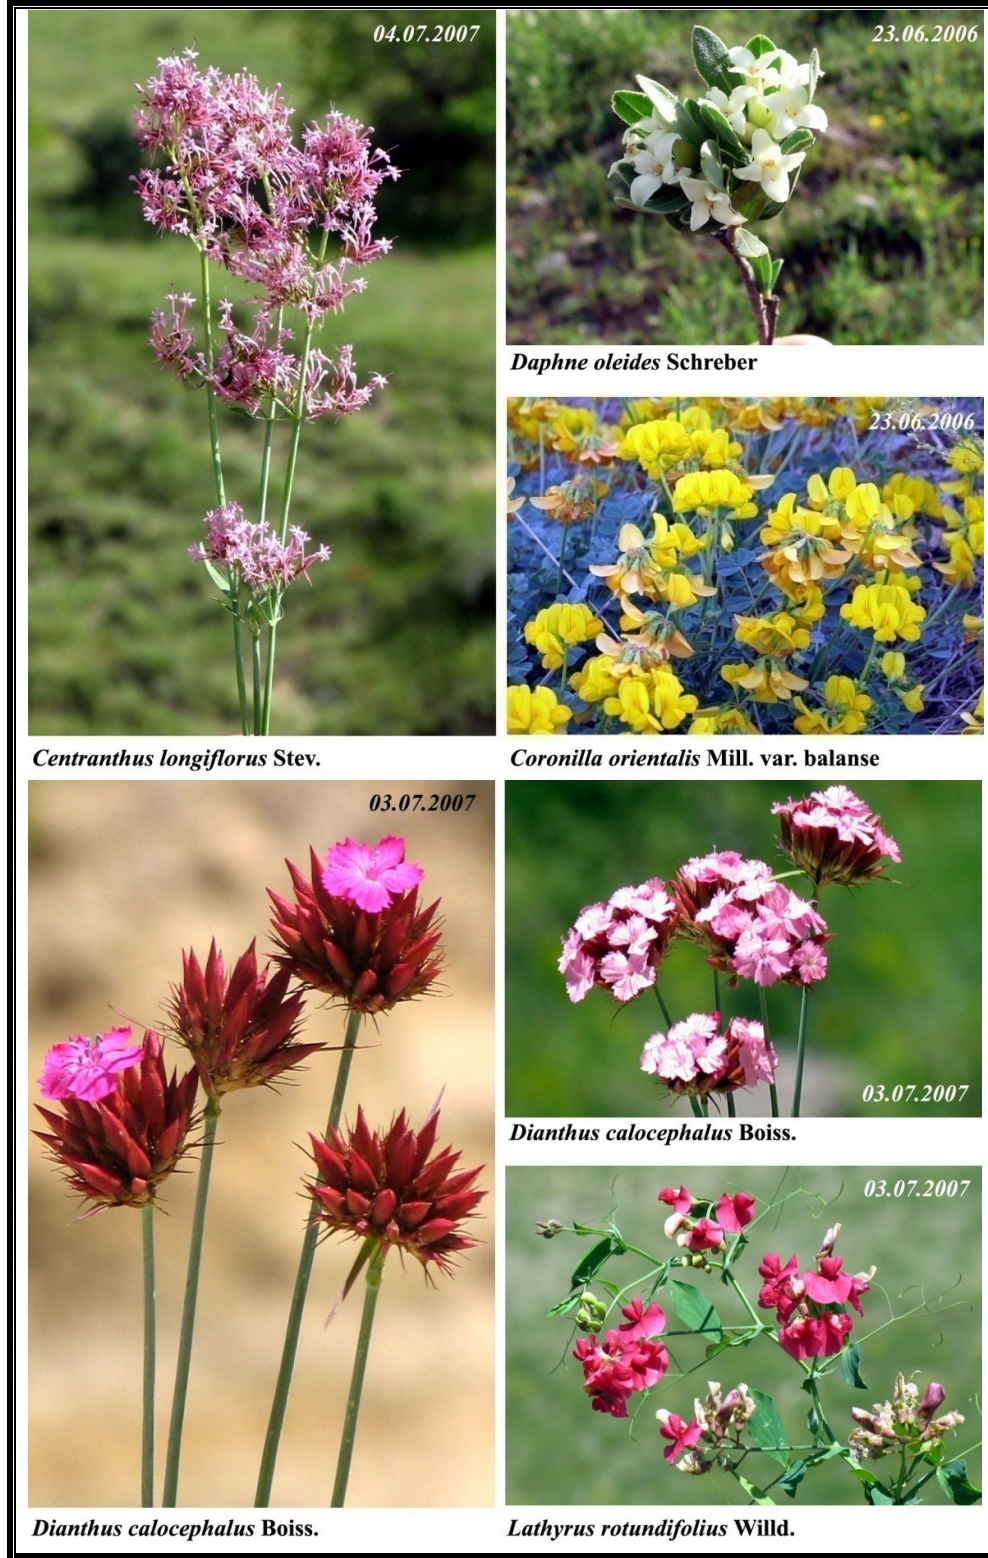 04.07.2007
Centranthus longiflorus Stev.
23.06.2006
Daphne oleides Schreber
23.06.2006
Coronilla orientalis Mill. var. balanse
03.07.2007
Dianthus calocephalus Boiss.
03.07.2007
Dianthus calocephalus Boiss.
03.07.2007
Lathyrus rotundifolius Willd.